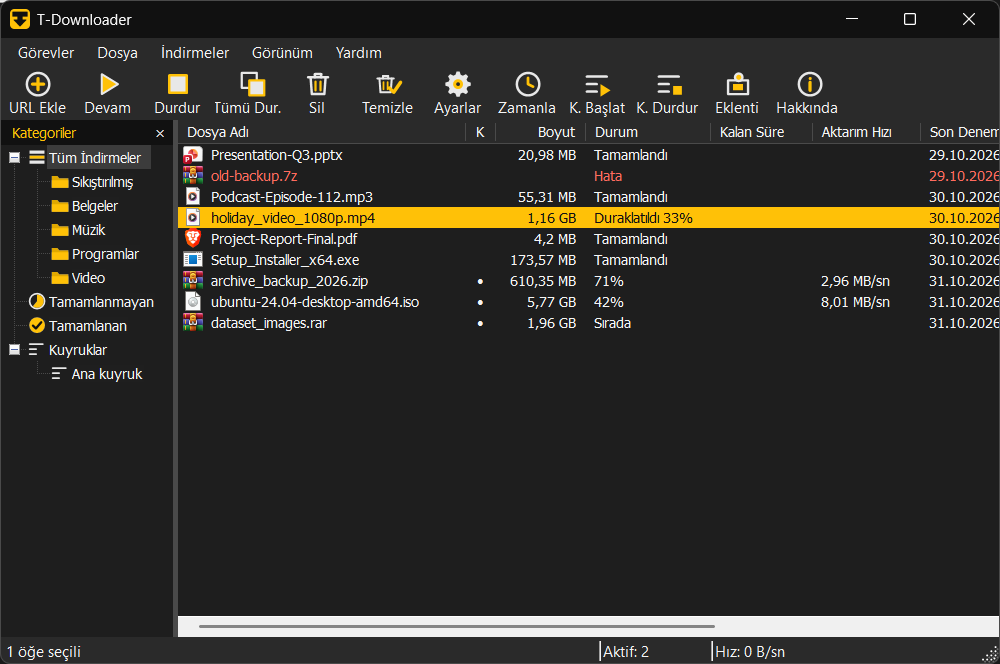 T-Downloader
Görevler Dosya İndirmeler Görünüm Yardım
URL Ekle Devam Durdur Tümü Dur. Sil Temizle Ayarlar Zamanla K. Başlat K. Durdur Eklenti Hakkında
Kategoriler
Tüm İndirmeler
Sıkıştırılmış
Belgeler
Müzik
Programlar
Video
Tamamlanmayan
Tamamlanan
Kuyruklar
Ana kuyruk
Dosya Adı K Boyut Durum Kalan Süre Aktarım Hızı Son Denem
Presentation-Q3.pptx 20,98 MB Tamamlandı 29.10.2026
old-backup.7z Hata 29.10.2026
Podcast-Episode-112.mp3 55,31 MB Tamamlandı 30.10.2026
holiday_video_1080p.mp4 1,16 GB Duraklatıldı 33% 30.10.2026
Project-Report-Final.pdf 4,2 MB Tamamlandı 30.10.2026
Setup_Installer_x64.exe 173,57 MB Tamamlandı 30.10.2026
archive_backup_2026.zip • 610,35 MB 71% 2,96 MB/sn 31.10.2026
ubuntu-24.04-desktop-amd64.iso • 5,77 GB 42% 8,01 MB/sn 31.10.2026
dataset_images.rar • 1,96 GB Sırada 31.10.2026
1 öğe seçili Aktif: 2 Hız: 0 B/sn